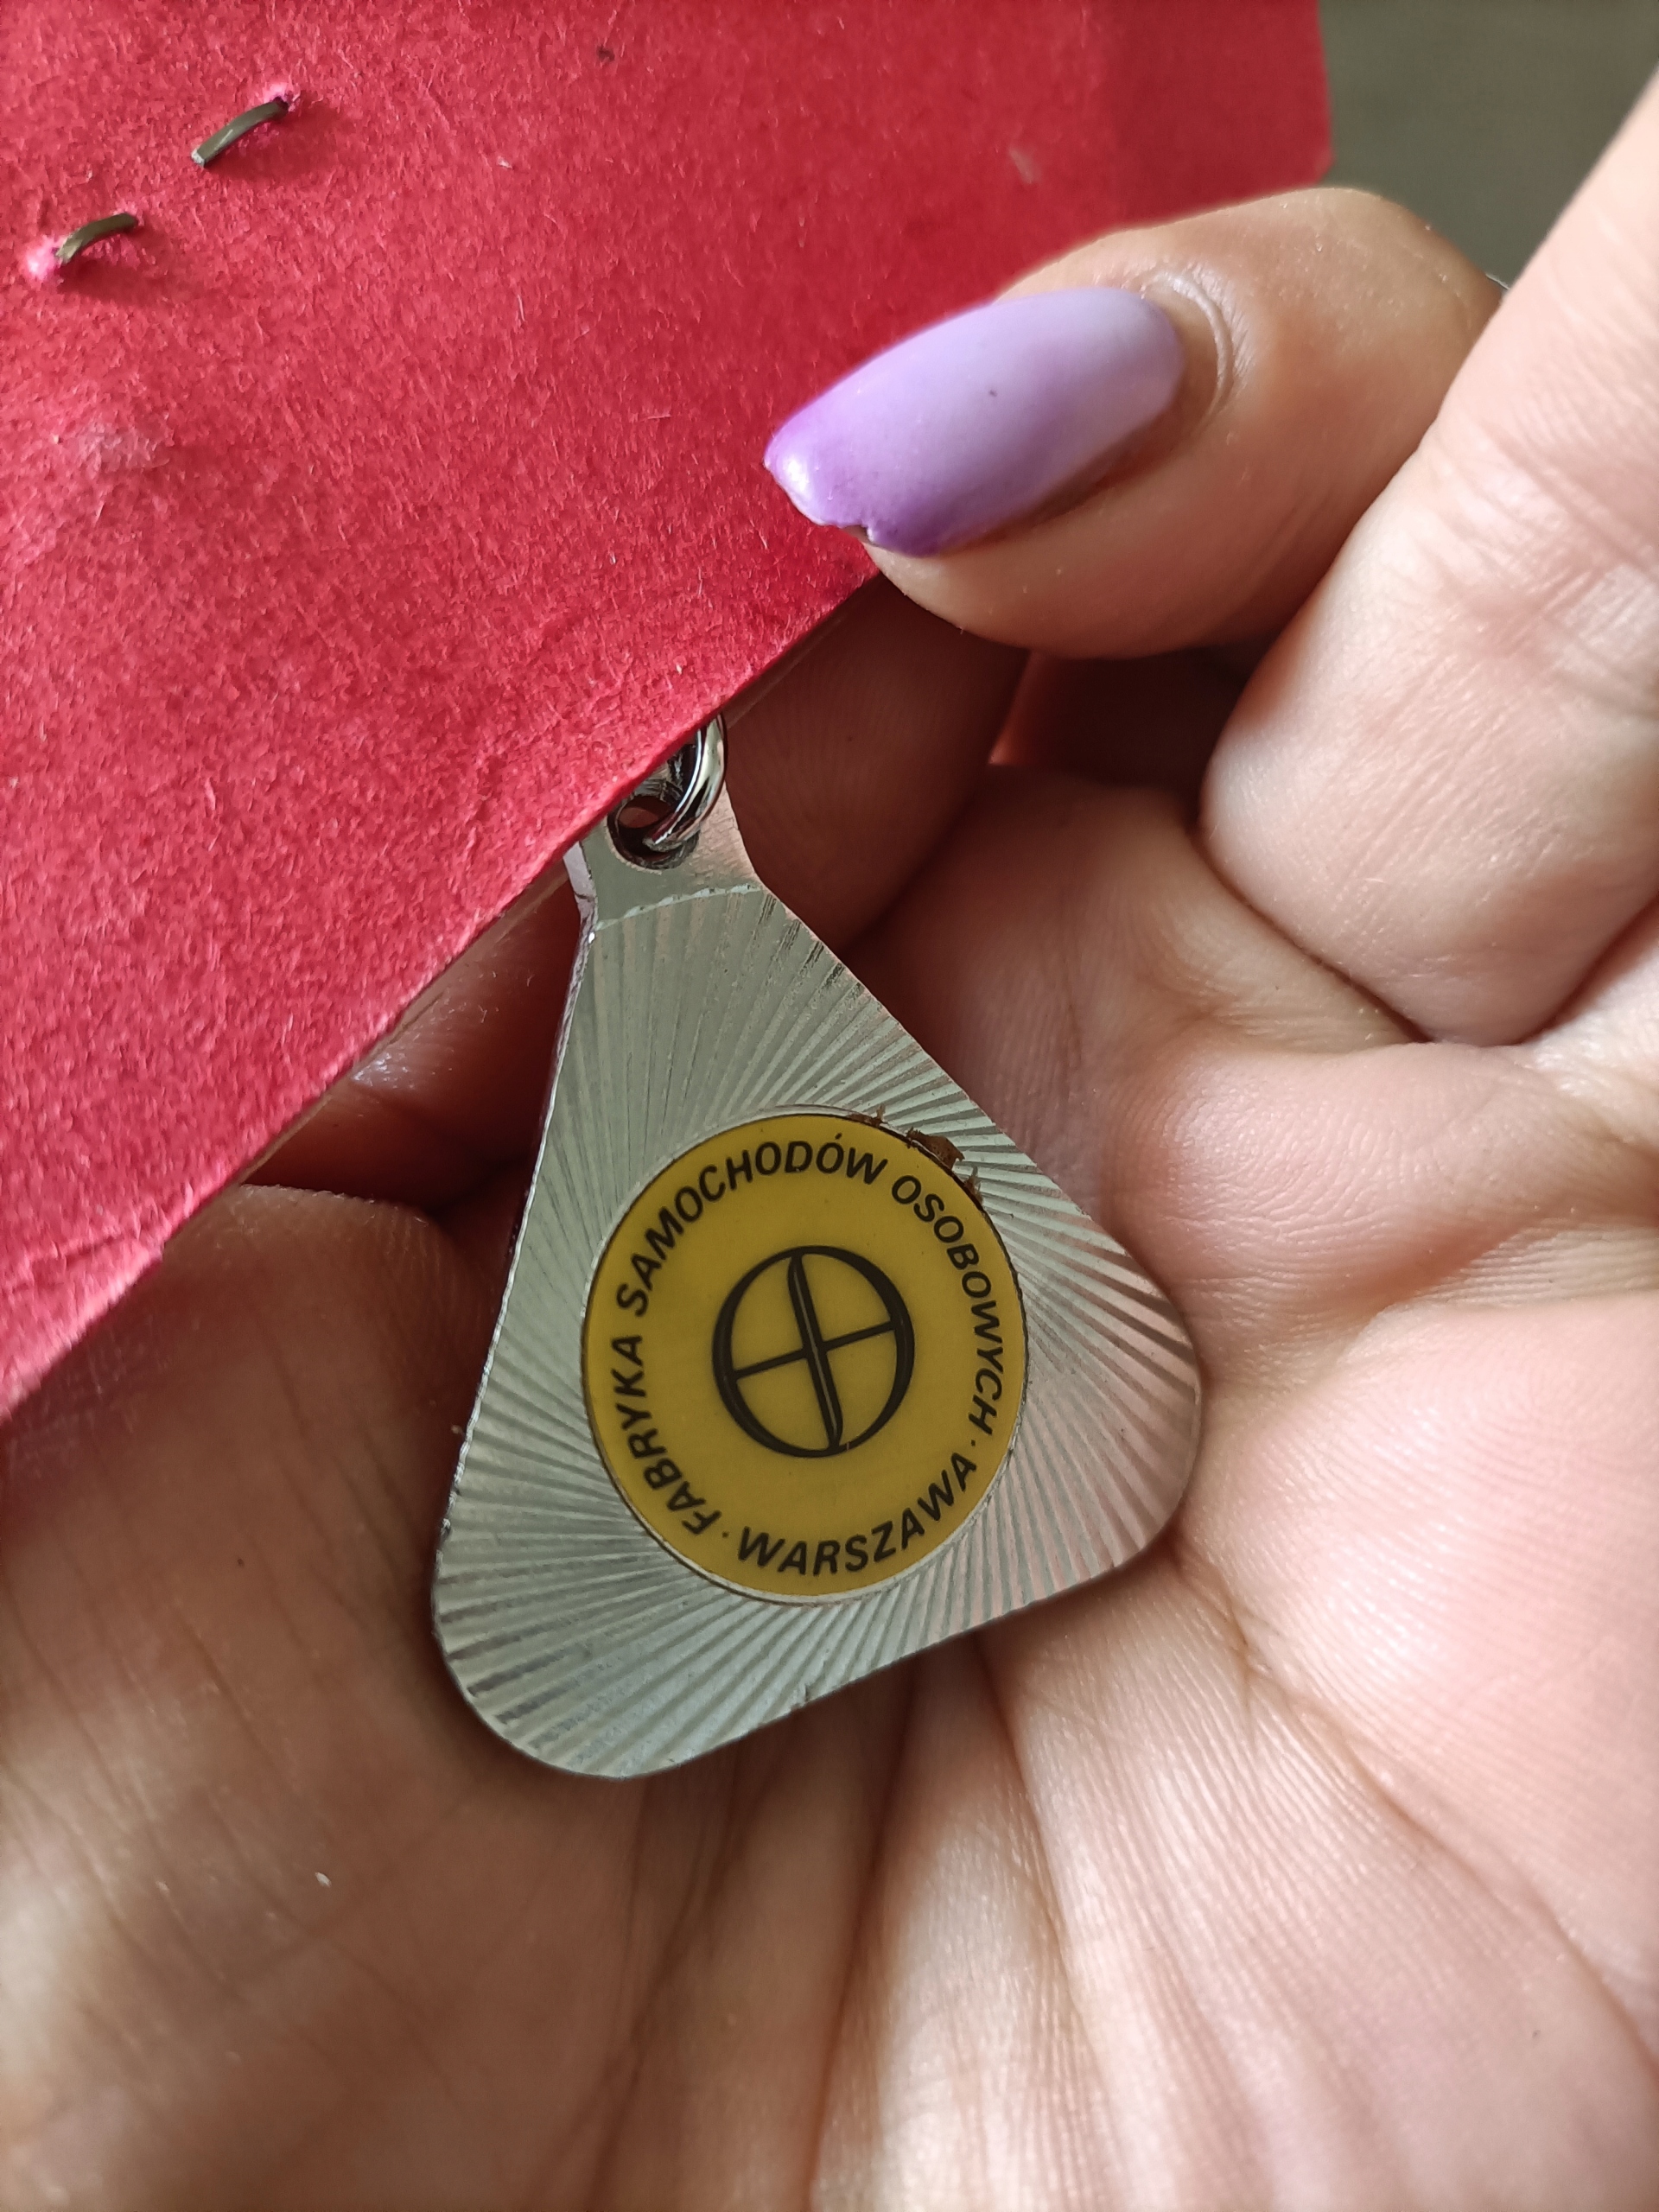 FABRYKA SAMOCHODÓW OSOBOWYCH · WARSZAWA ·